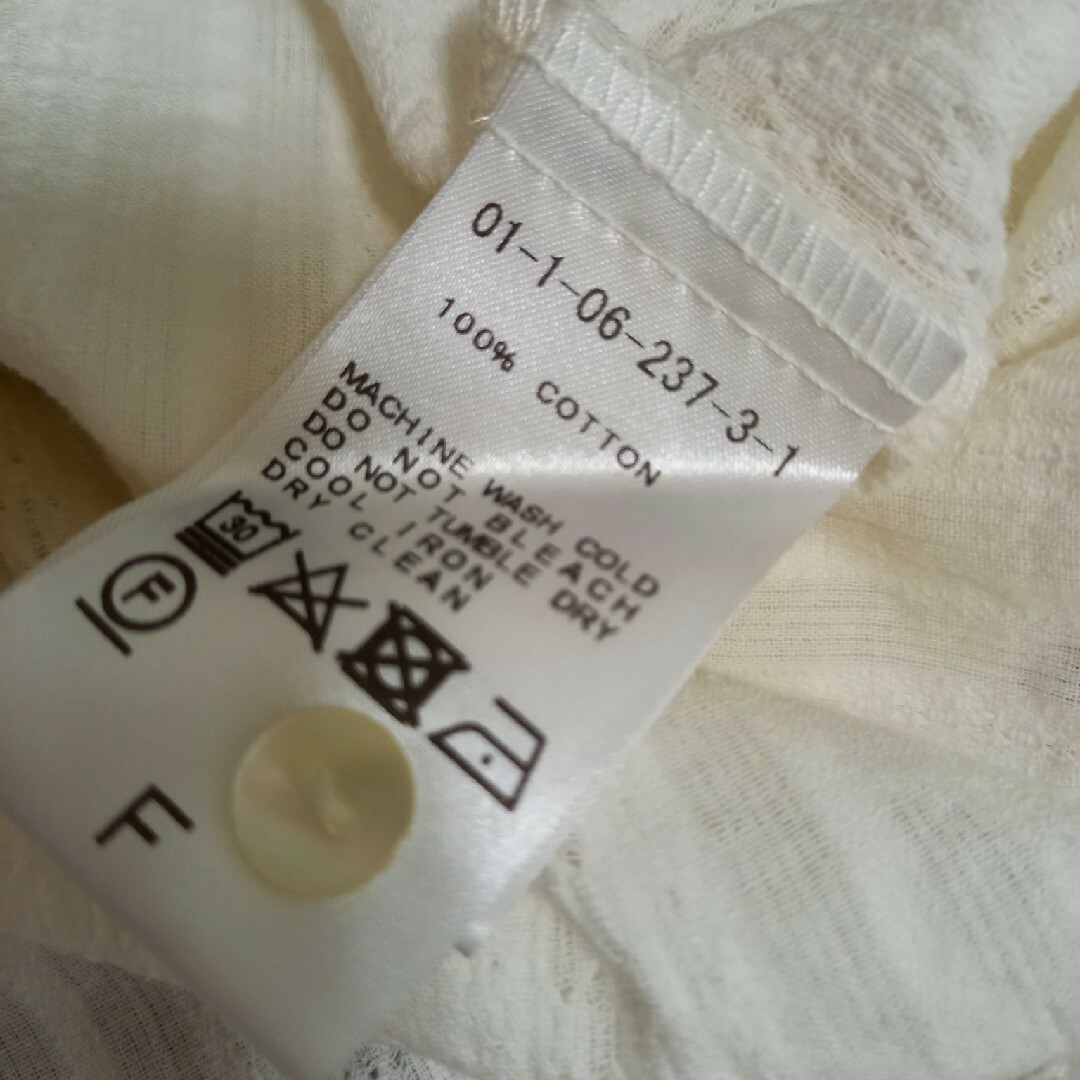 01-1-06-237-3-1
100% COTTON
MACHINE WASH COLD
DO NOT BLEACH
DO NOT TUMBLE DRY
COOL IRON
DRY CLEAN
30
F
F